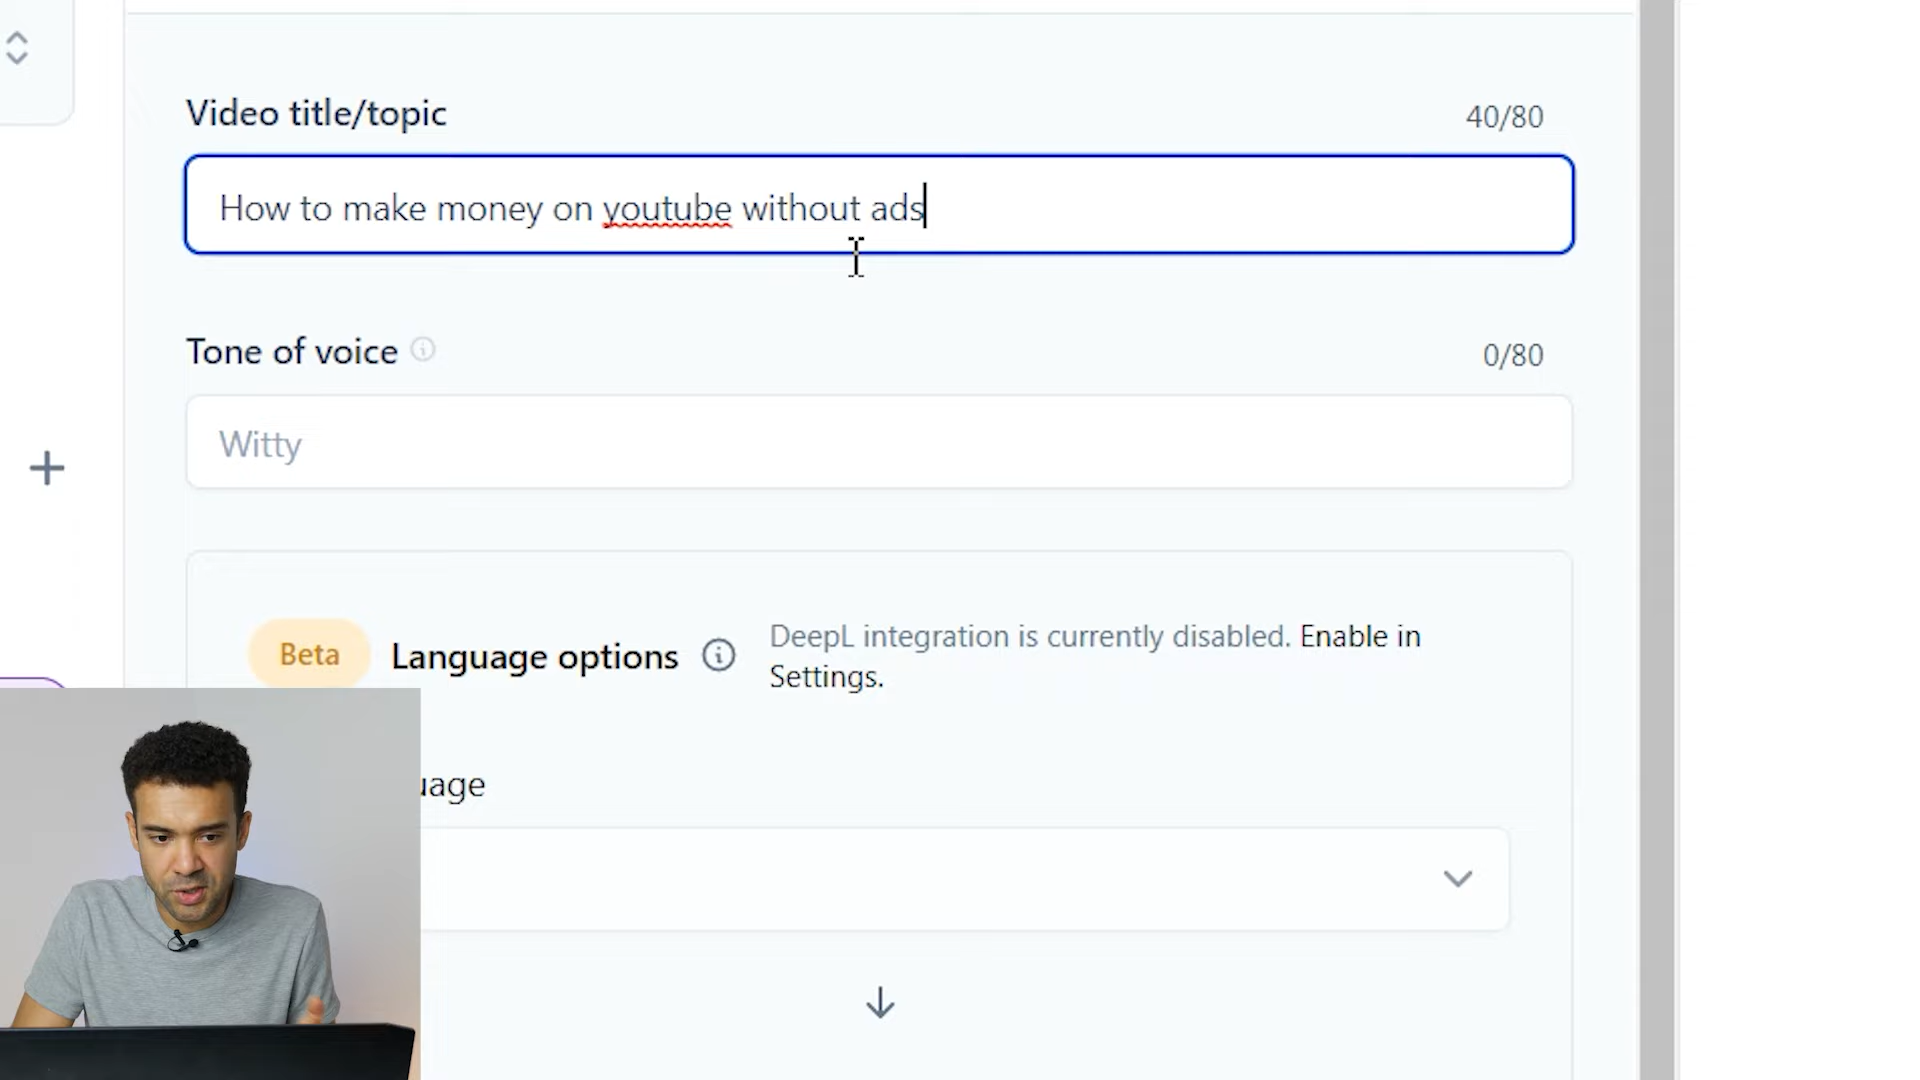 Video title/topic
40/80
How to make money on youtube without ads
Tone of voice
0/80
Witty
Beta
Language options
DeepL integration is currently disabled. Enable in
Settings.
uage